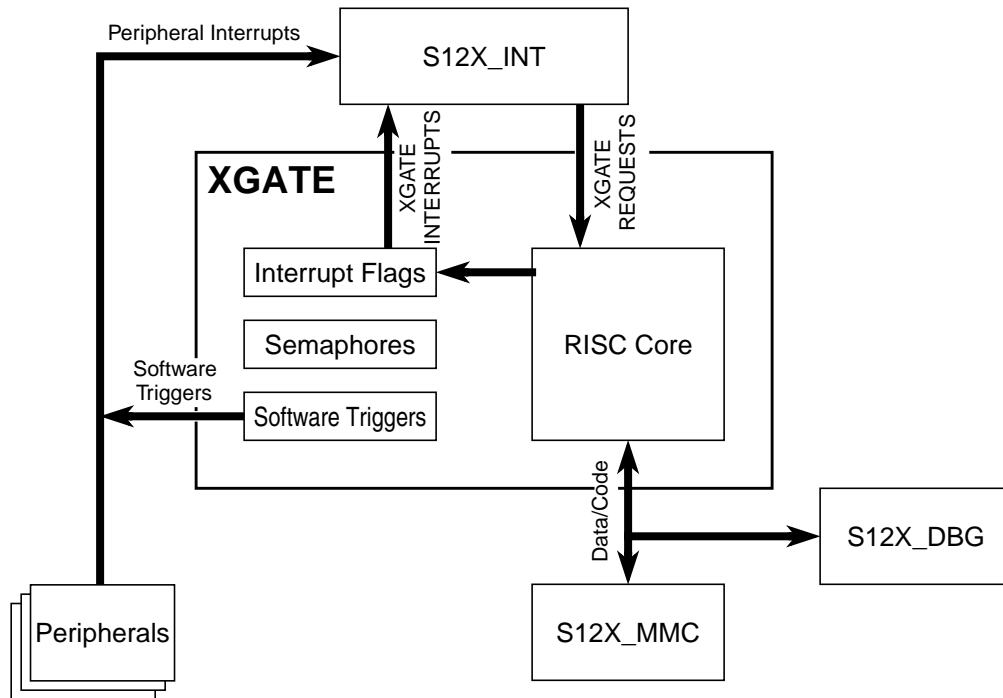 Peripheral Interrupts
S12X_INT
XGATE
XGATE
INTERRUPTS
XGATE
REQUESTS
Interrupt Flags
Semaphores
RISC Core
Software
Triggers
Software Triggers
Data/Code
S12X_DBG
Peripherals
S12X_MMC